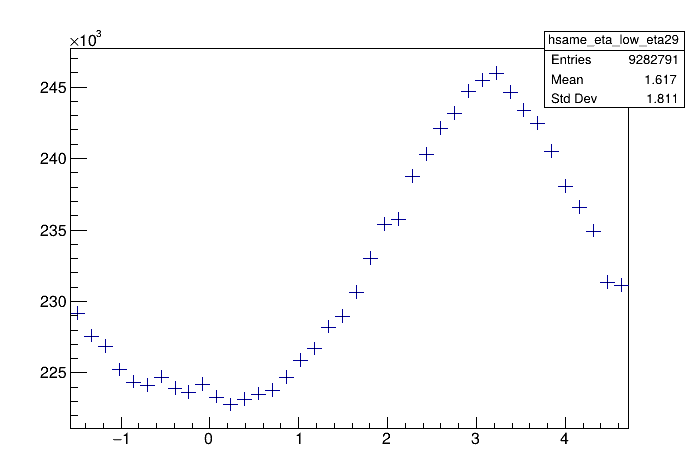 ×10³
hsame_eta_low_eta29
Entries 9282791
Mean 1.617
Std Dev 1.811
245
240
235
230
225
−1 0 1 2 3 4